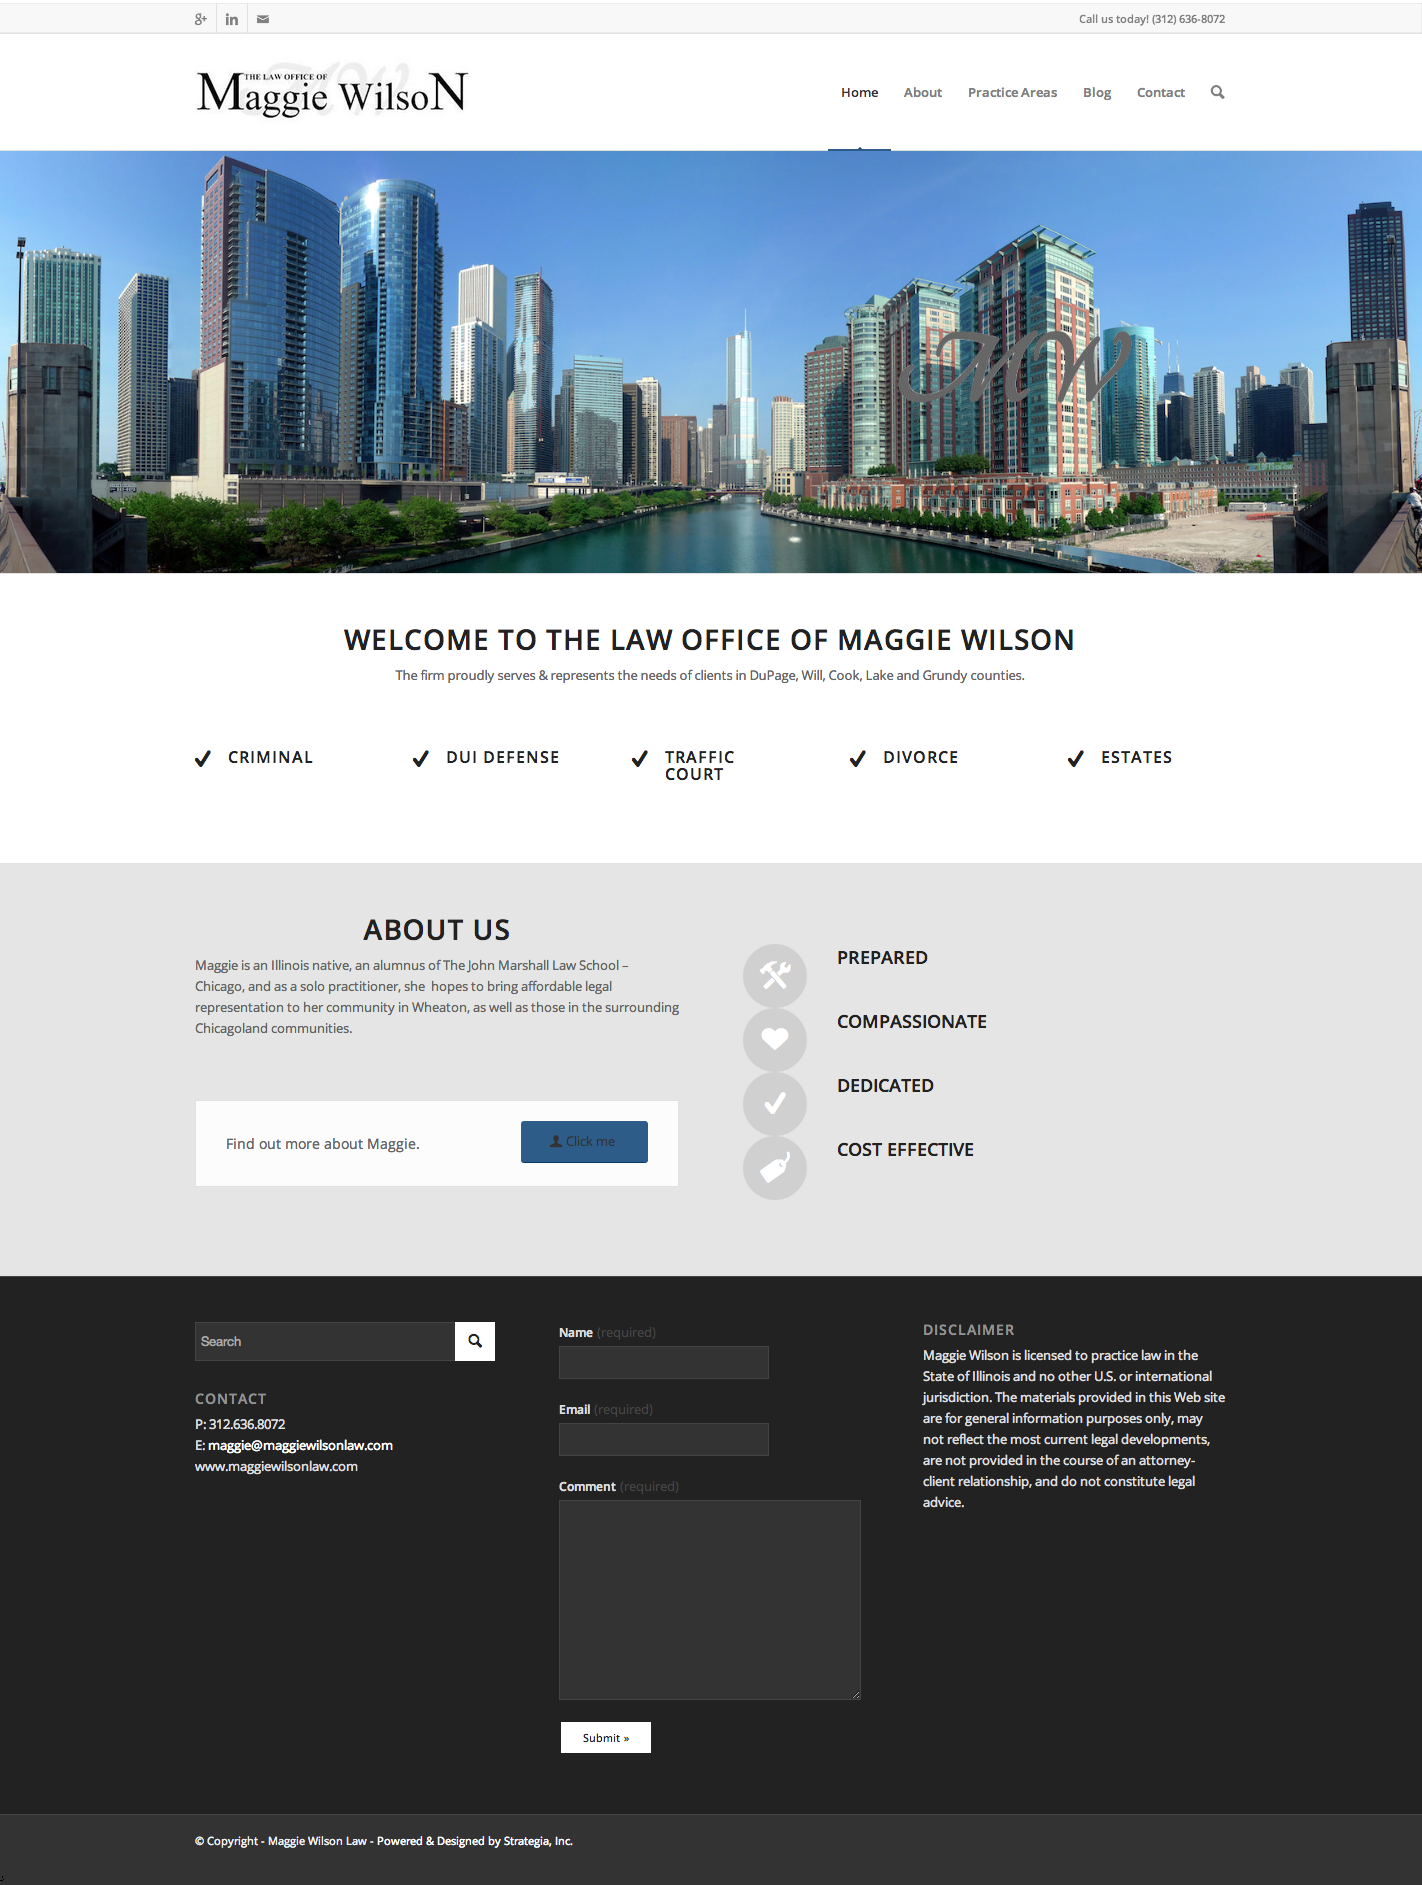 Call us today! (312) 636-8072
THE LAW OFFICE OF
Maggie WilsoN
Home About Practice Areas Blog Contact
MW
WELCOME TO THE LAW OFFICE OF MAGGIE WILSON
The firm proudly serves & represents the needs of clients in DuPage, Will, Cook, Lake and Grundy counties.
CRIMINAL
DUI DEFENSE
TRAFFIC
COURT
DIVORCE
ESTATES
ABOUT US
Maggie is an Illinois native, an alumnus of The John Marshall Law School –
Chicago, and as a solo practitioner, she  hopes to bring affordable legal
representation to her community in Wheaton, as well as those in the surrounding
Chicagoland communities.
Find out more about Maggie.
Click me
PREPARED
COMPASSIONATE
DEDICATED
COST EFFECTIVE
Search
CONTACT
P: 312.636.8072
E: maggie@maggiewilsonlaw.com
www.maggiewilsonlaw.com
Name (required)
Email (required)
Comment (required)
Submit »
DISCLAIMER
Maggie Wilson is licensed to practice law in the
State of Illinois and no other U.S. or international
jurisdiction. The materials provided in this Web site
are for general information purposes only, may
not reflect the most current legal developments,
are not provided in the course of an attorney-
client relationship, and do not constitute legal
advice.
© Copyright - Maggie Wilson Law - Powered & Designed by Strategia, Inc.